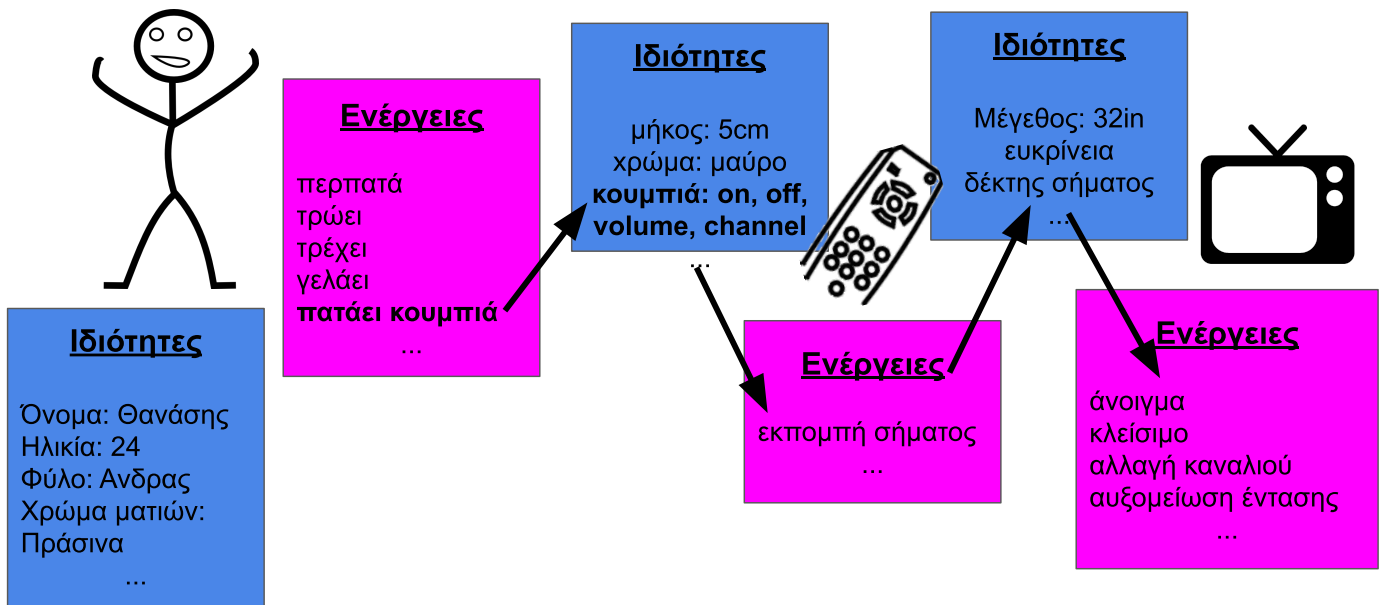 Ιδιότητες
Όνομα: Θανάσης
Ηλικία: 24
Φύλο: Ανδρας
Χρώμα ματιών:
Πράσινα
...
Ενέργειες
περπατά
τρώει
τρέχει
γελάει
πατάει κουμπιά
...
Ιδιότητες
μήκος: 5cm
χρώμα: μαύρο
κουμπιά: on, off,
volume, channel
...
Ενέργειες
εκπομπή σήματος
...
Ιδιότητες
Μέγεθος: 32in
ευκρίνεια
δέκτης σήματος
...
Ενέργειες
άνοιγμα
κλείσιμο
αλλαγή καναλιού
αυξομείωση έντασης
...